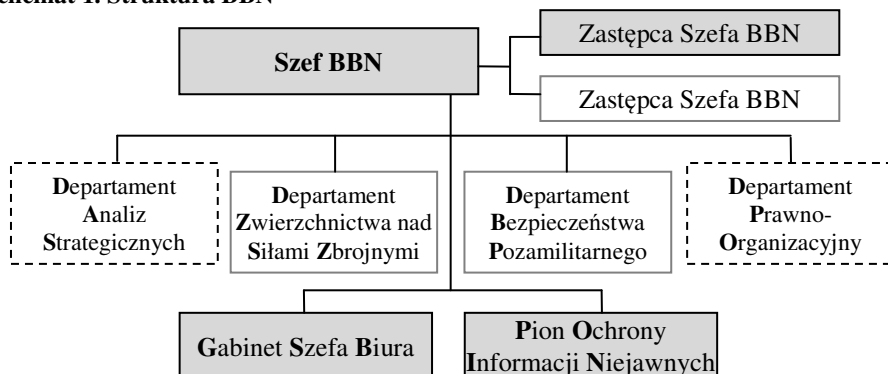 Schemat 1. Struktura BBN
Szef BBN
Zastępca Szefa BBN
Zastępca Szefa BBN
Departament
Analiz
Strategicznych
Departament
Zwierzchnictwa nad
Siłami Zbrojnymi
Departament
Bezpieczeństwa
Pozamilitarnego
Departament
Prawno-
Organizacyjny
Gabinet Szefa Biura
Pion Ochrony
Informacji Niejawnych